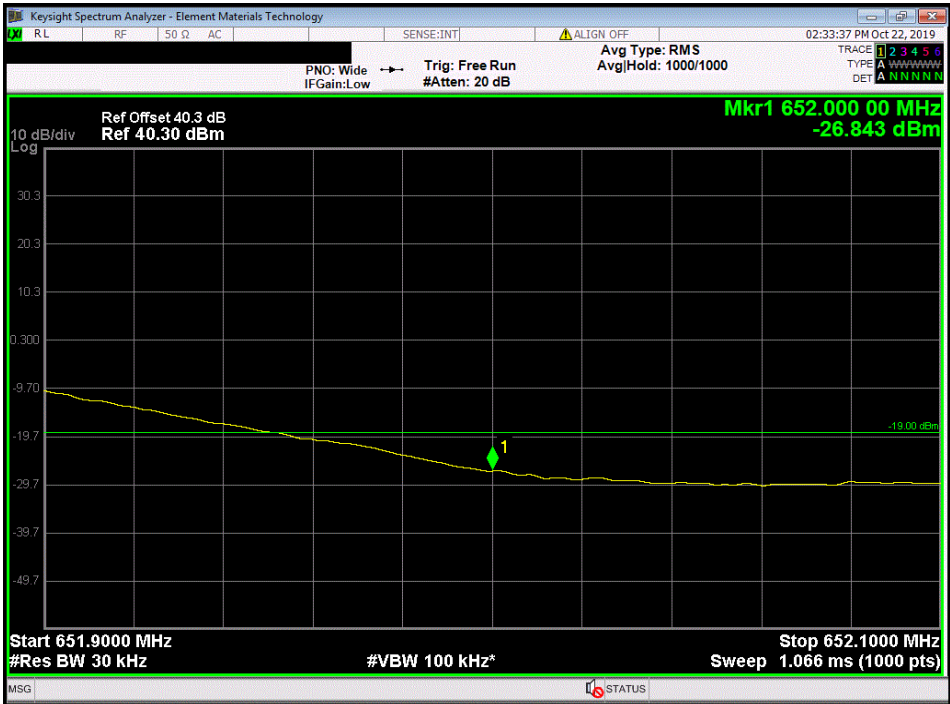 Keysight Spectrum Analyzer - Element Materials Technology
LXI RL RF 50 Ω AC SENSE:INT ALIGN OFF 02:33:37 PM Oct 22, 2019
PNO: Wide
IFGain:Low
Trig: Free Run
#Atten: 20 dB
Avg Type: RMS
Avg|Hold: 1000/1000
TRACE 1 2 3 4 5 6
TYPE A WWWWWW
DET A N N N N N
Mkr1 652.000 00 MHz
-26.843 dBm
10 dB/div
Log
Ref Offset 40.3 dB
Ref 40.30 dBm
30.3
20.3
10.3
0.300
-9.70
-19.7
-29.7
-39.7
-49.7
-19.00 dBm
1
Start 651.9000 MHz
Stop 652.1000 MHz
#Res BW 30 kHz
#VBW 100 kHz*
Sweep 1.066 ms (1000 pts)
MSG
STATUS